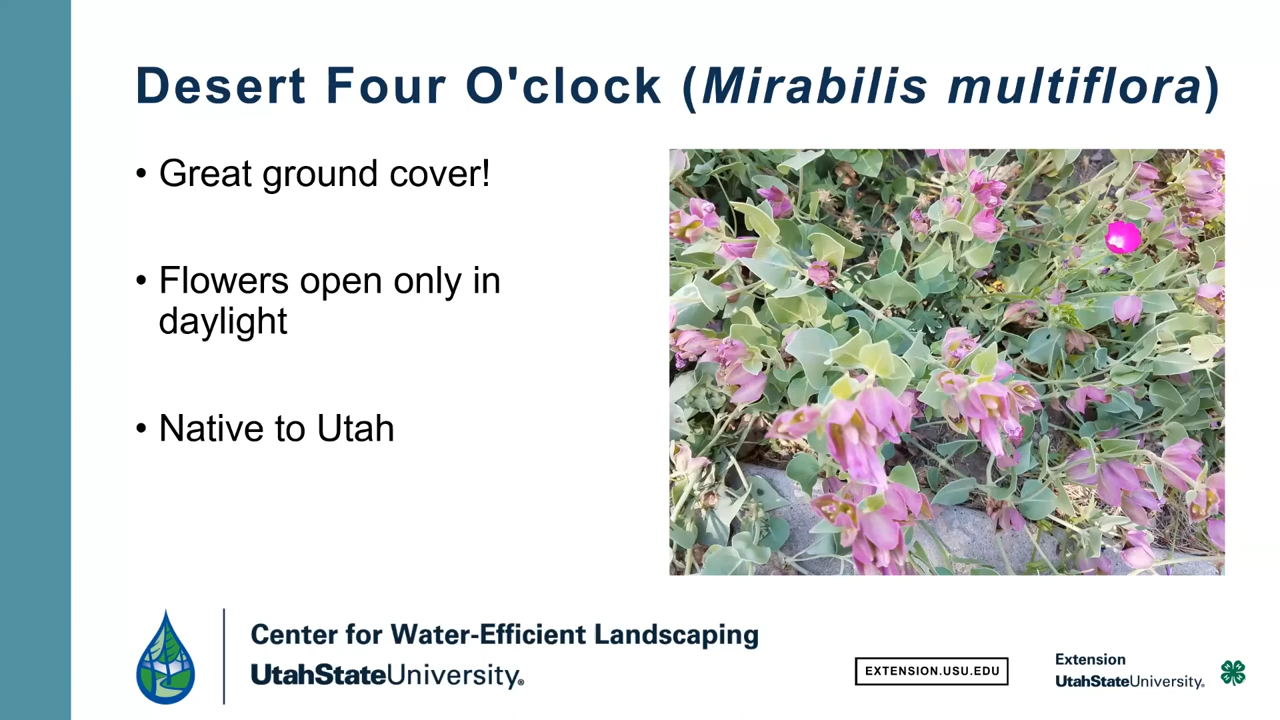 Desert Four O'clock (Mirabilis multiflora)
• Great ground cover!
• Flowers open only in
daylight
• Native to Utah
Center for Water-Efficient Landscaping
UtahStateUniversity®
EXTENSION.USU.EDU
Extension
UtahStateUniversity®